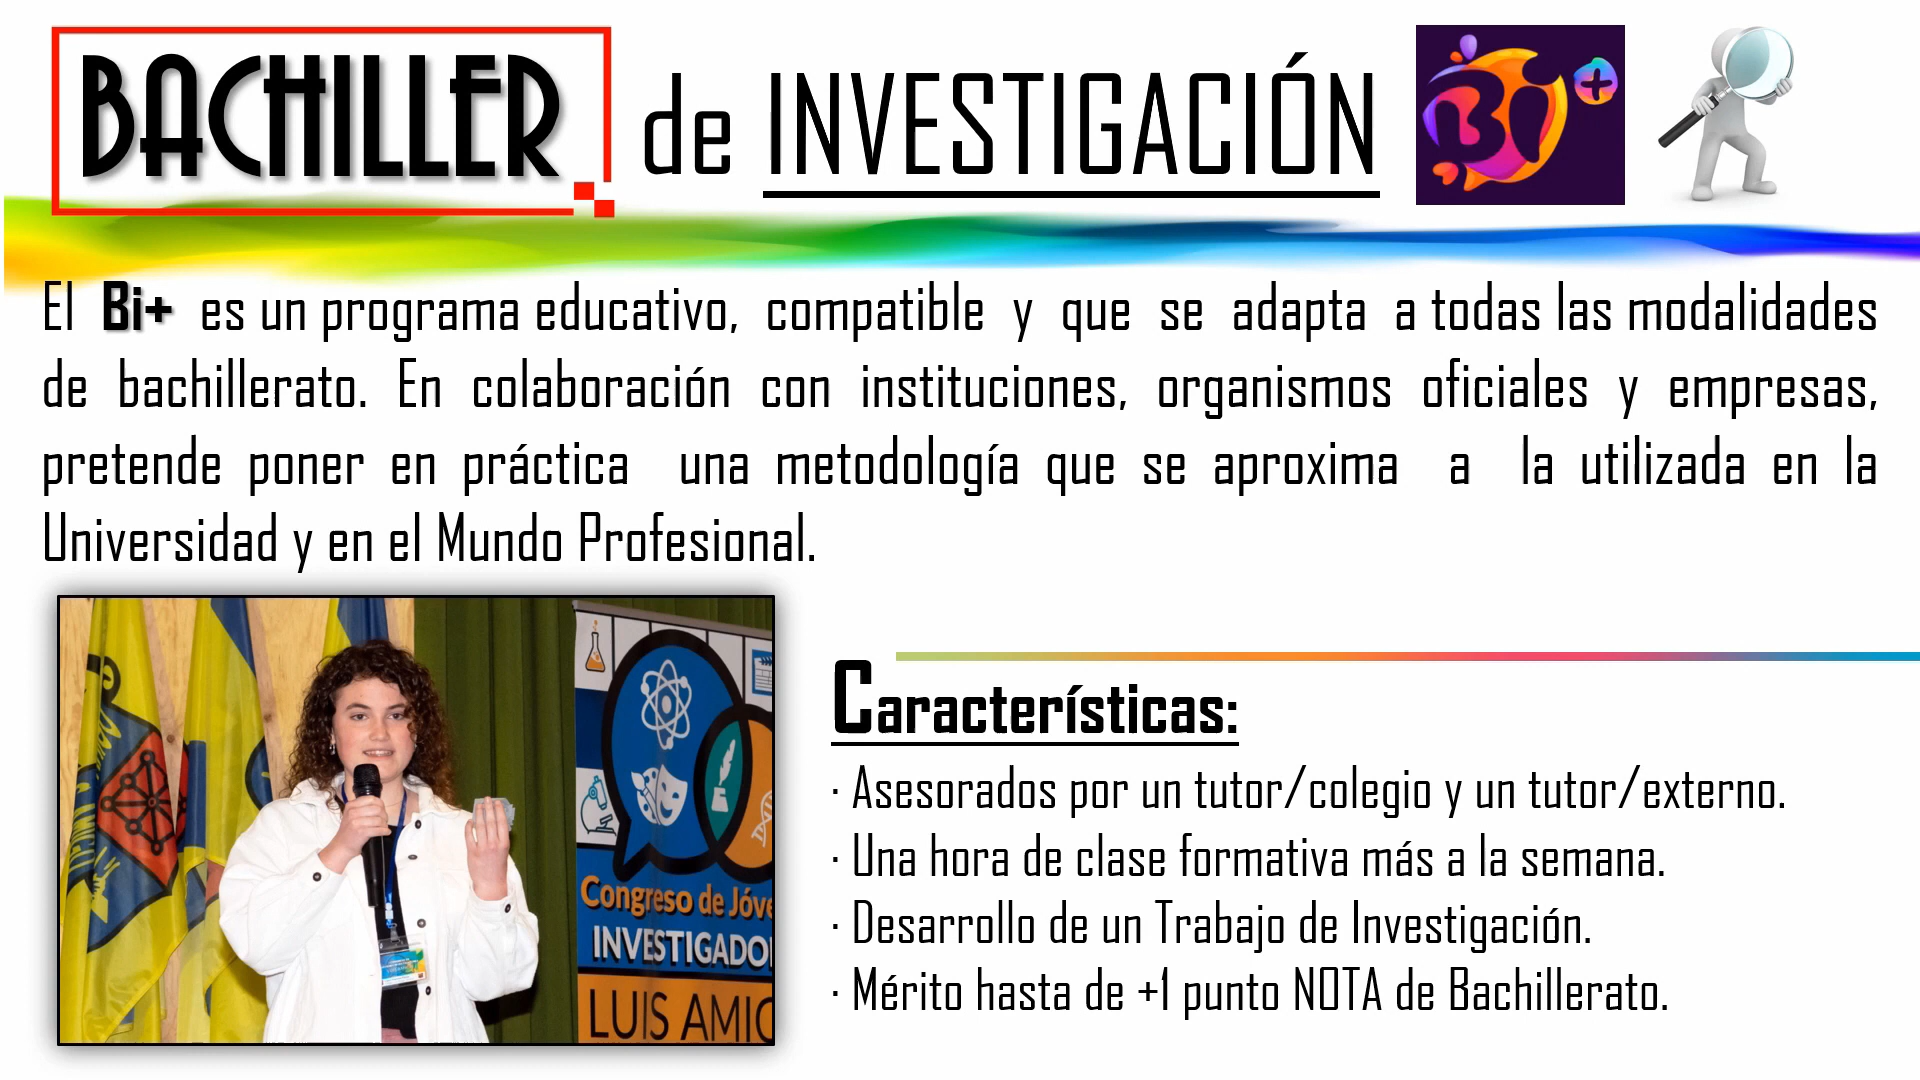 BACHILLER de INVESTIGACIÓN
Bi+
El Bi+ es un programa educativo, compatible y que se adapta a todas las modalidades
de bachillerato. En colaboración con instituciones, organismos oficiales y empresas,
pretende poner en práctica una metodología que se aproxima a la utilizada en la
Universidad y en el Mundo Profesional.
Congreso de Jóve
INVESTIGADO
LUIS AMIG
Características:
· Asesorados por un tutor/colegio y un tutor/externo.
· Una hora de clase formativa más a la semana.
· Desarrollo de un Trabajo de Investigación.
· Mérito hasta de +1 punto NOTA de Bachillerato.